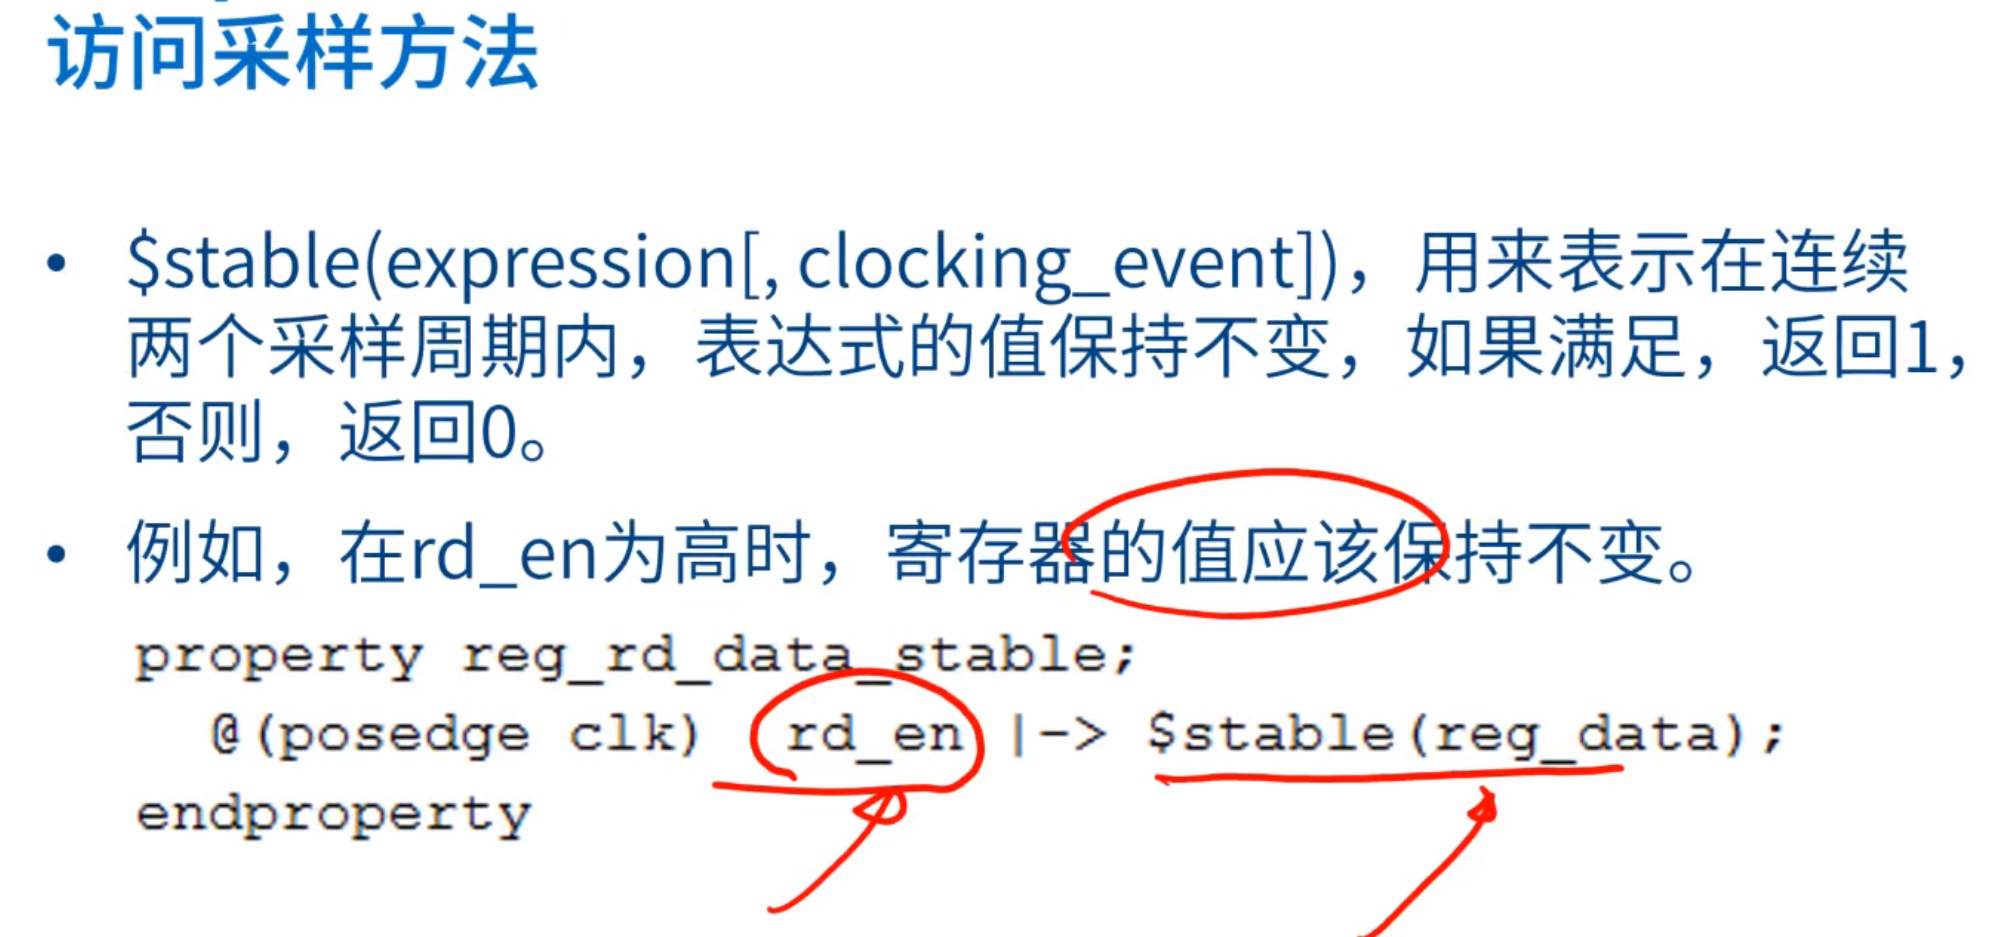 访问采样方法
• $stable(expression[, clocking_event])，用来表示在连续
两个采样周期内，表达式的值保持不变，如果满足，返回1，
否则，返回0。
• 例如，在rd_en为高时，寄存器的值应该保持不变。
property reg_rd_data_stable;
@(posedge clk) rd_en |-> $stable(reg_data);
endproperty